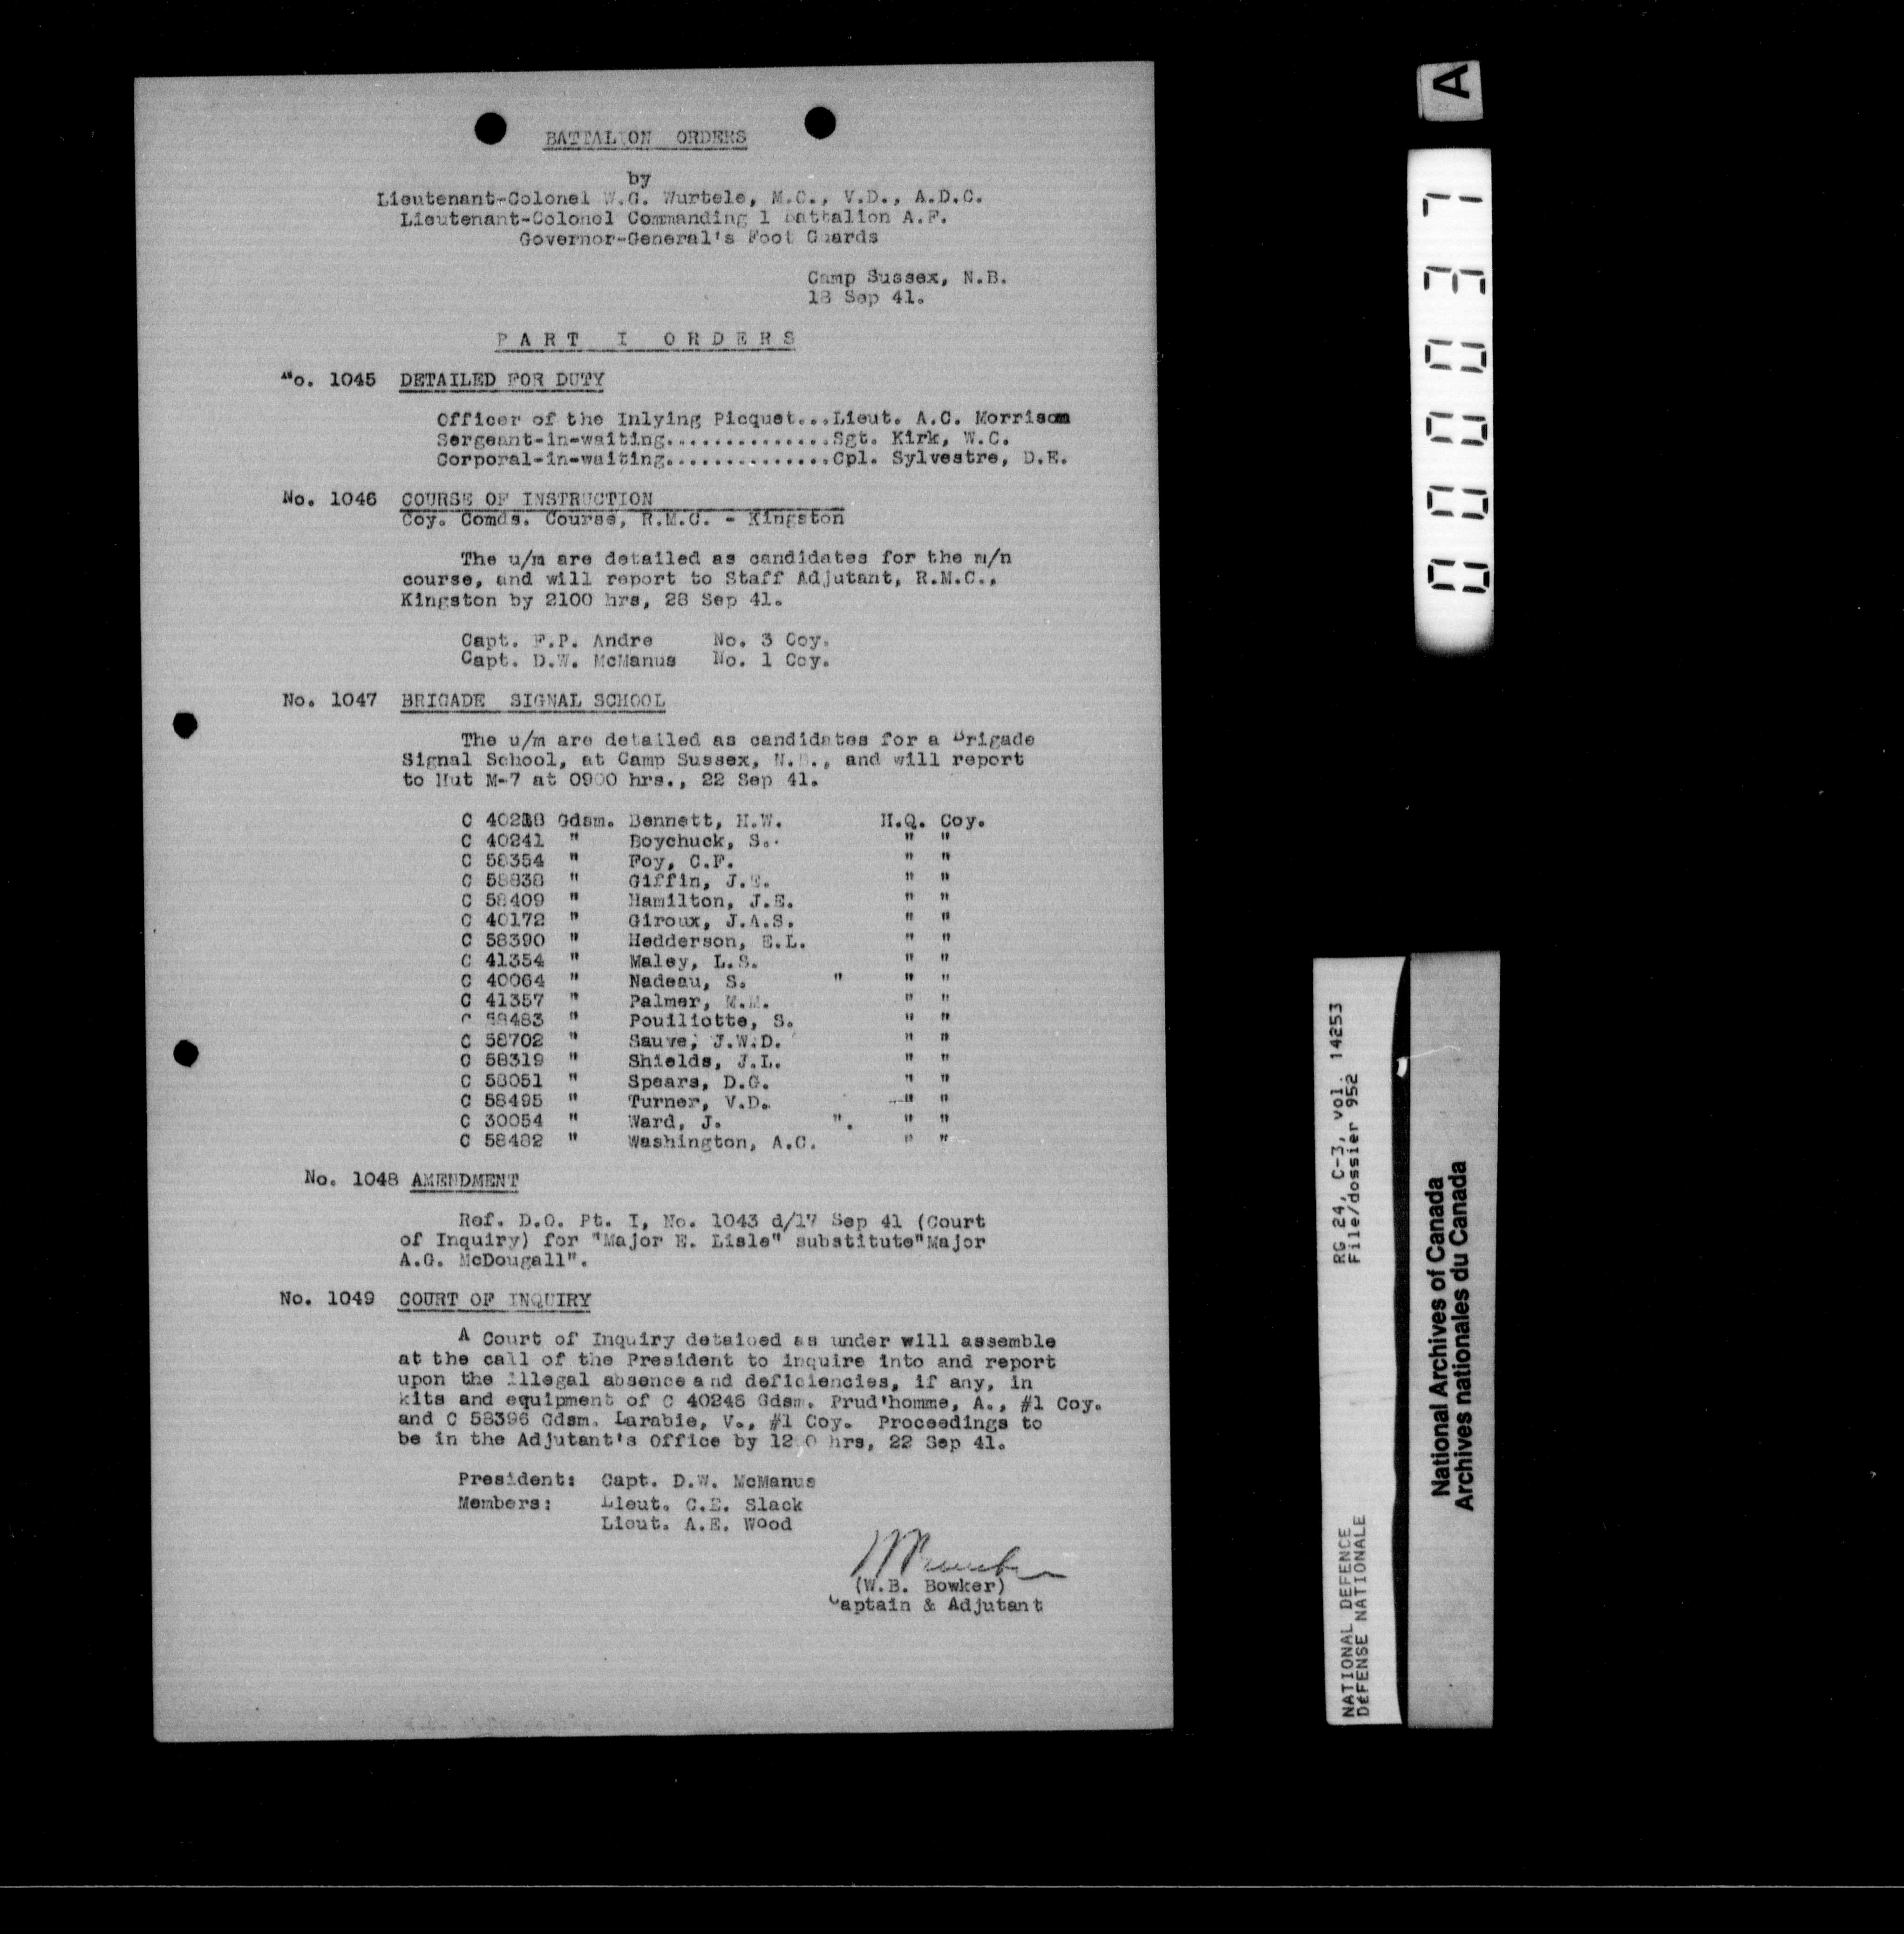 BATTALION ORDERS
by
Lieutenant-Colonel W.G. Wurtele, M.C., V.D., A.D.C.
Lieutenant-Colonel Commanding 1 Battalion A.F.
Governor-General's Foot Guards
Camp Sussex, N.B.
18 Sep 41.
PART I ORDERS
No. 1045 DETAILED FOR DUTY
Officer of the Inlying Picquet...Lieut. A.C. Morrison
Sergeant-in-waiting..............Sgt. Kirk, W.C.
Corporal-in-waiting..............Cpl. Sylvestre, D.E.
No. 1046 COURSE OF INSTRUCTION
Coy. Comds. Course, R.M.C. - Kingston
The u/m are detailed as candidates for the m/n
course, and will report to Staff Adjutant, R.M.C.,
Kingston by 2100 hrs, 28 Sep 41.
Capt. F.P. Andre No. 3 Coy.
Capt. D.W. McManus No. 1 Coy.
No. 1047 BRIGADE SIGNAL SCHOOL
The u/m are detailed as candidates for a Brigade
Signal School, at Camp Sussex, N.B., and will report
to Hut M-7 at 0900 hrs., 22 Sep 41.
C Gdsm. Bennett, H.W. H.Q. Coy.
C 40241 " Boychuck, S. " "
C 58354 " Foy, C.F. " "
C 58838 " Giffin, J.E. " "
C 58409 " Hamilton, J.E. " "
C 40172 " Giroux, J.A.S. " "
C 58390 " Hedderson, E.L. " "
C 41354 " Maley, L.S. " "
C 40064 " Nadeau, S. " " "
C 41357 " Palmer, M.M. " "
C 58483 " Pouiliotte, S. " "
C 58702 " Sauve, J.W.D. " "
C 58319 " Shields, J.L. " "
C 58051 " Spears, D.G. " "
C 58495 " Turner, V.D. " "
C 30054 " Ward, J. ". " "
C 58482 " Washington, A.C. " "
No. 1048 AMENDMENT
Ref. D.O. Pt. I, No. 1043 d/17 Sep 41 (Court
of Inquiry) for "Major E. Lisle" substitute"Major
A.G. McDougall".
No. 1049 COURT OF INQUIRY
A Court of Inquiry detaioed as under will assemble
at the call of the President to inquire into and report
upon the illegal absence and deficiencies, if any, in
kits and equipment of C 40246 Gdsm. Prud'homme, A., #1 Coy.
and C 58396 Gdsm. Larabie, V., #1 Coy. Proceedings to
be in the Adjutant's Office by 1200 hrs, 22 Sep 41.
President: Capt. D.W. McManus
Members: Lieut. C.E. Slack
Lieut. A.E. Wood
(W.B. Bowker)
Captain & Adjutant
A
0000037
RG 24, C-3, vol. 14253
File/dossier 952
NATIONAL DEFENCE
DÉFENSE NATIONALE
National Archives of Canada
Archives nationales du Canada